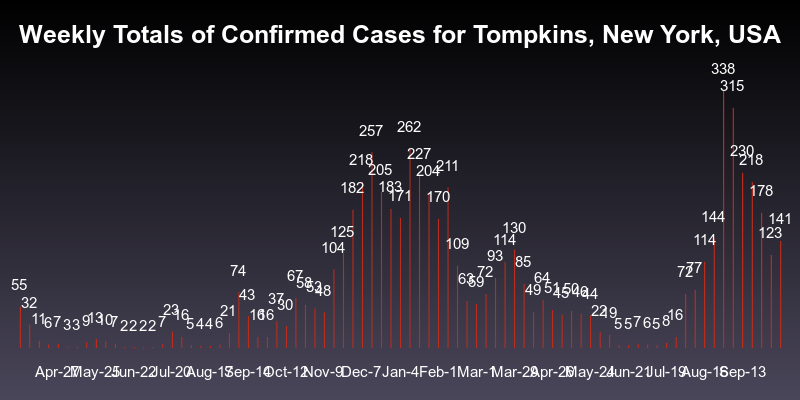 Weekly Totals of Confirmed Cases for Tompkins, New York, USA
55 32 11 6 7 3 3 9 13 10 7 2 2 2 2 7 23 16 5 4 4 6 21 74 43 16 16 37 30 67 58 53 48 104 125 182 218 257 205 183 171 262 227 204 170 211 109 63 59 72 93 114 130 85 49 64 51 45 50 46 44 22 19 5 5 7 6 5 8 16 72 77 114 144 338 315 230 218 178 123 141
Apr-27 May-25 Jun-22 Jul-20 Aug-17 Sep-14 Oct-12 Nov-9 Dec-7 Jan-4 Feb-1 Mar-1 Mar-29 Apr-26 May-24 Jun-21 Jul-19 Aug-16 Sep-13